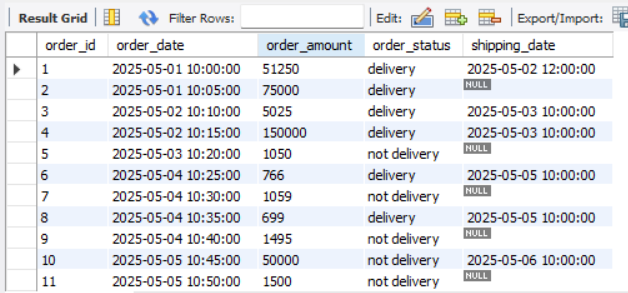 Result Grid Filter Rows: Edit: Export/Import:
order_id order_date order_amount order_status shipping_date
1 2025-05-01 10:00:00 51250 delivery 2025-05-02 12:00:00
2 2025-05-01 10:05:00 75000 delivery NULL
3 2025-05-02 10:10:00 5025 delivery 2025-05-03 10:00:00
4 2025-05-02 10:15:00 150000 delivery 2025-05-03 10:00:00
5 2025-05-03 10:20:00 1050 not delivery NULL
6 2025-05-04 10:25:00 766 delivery 2025-05-05 10:00:00
7 2025-05-04 10:30:00 1059 not delivery NULL
8 2025-05-04 10:35:00 699 delivery 2025-05-05 10:00:00
9 2025-05-04 10:40:00 1495 not delivery NULL
10 2025-05-05 10:45:00 50000 not delivery 2025-05-06 10:00:00
11 2025-05-05 10:50:00 1500 not delivery NULL